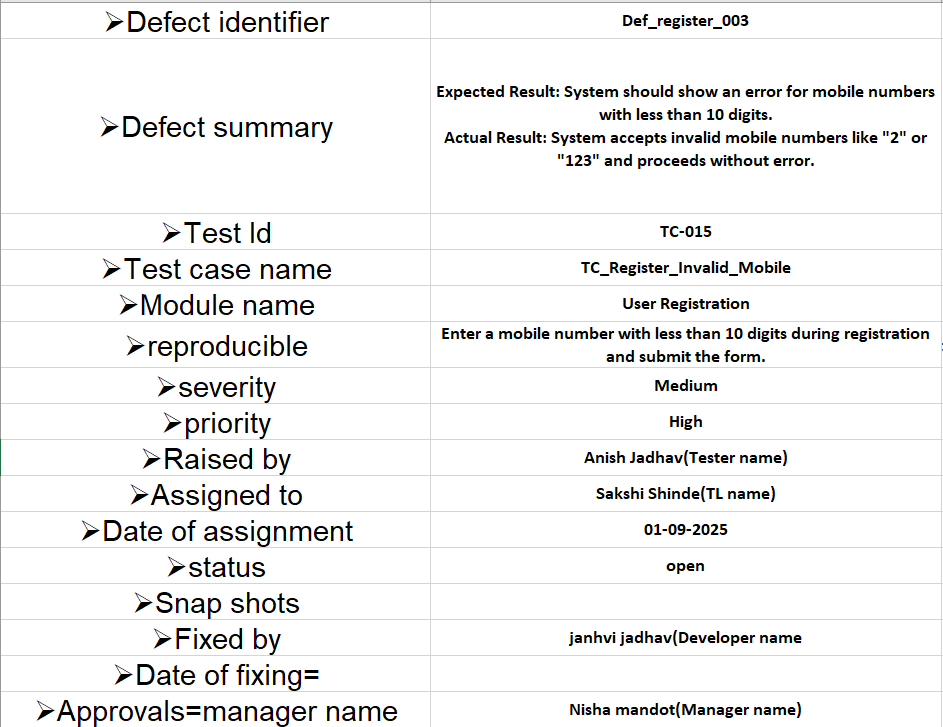 ➢Defect identifier
Def_register_003
➢Defect summary
Expected Result: System should show an error for mobile numbers
with less than 10 digits.
Actual Result: System accepts invalid mobile numbers like "2" or
"123" and proceeds without error.
➢Test Id
TC-015
➢Test case name
TC_Register_Invalid_Mobile
➢Module name
User Registration
➢reproducible
Enter a mobile number with less than 10 digits during registration
and submit the form.
➢severity
Medium
➢priority
High
➢Raised by
Anish Jadhav(Tester name)
➢Assigned to
Sakshi Shinde(TL name)
➢Date of assignment
01-09-2025
➢status
open
➢Snap shots
➢Fixed by
janhvi jadhav(Developer name
➢Date of fixing=
➢Approvals=manager name
Nisha mandot(Manager name)